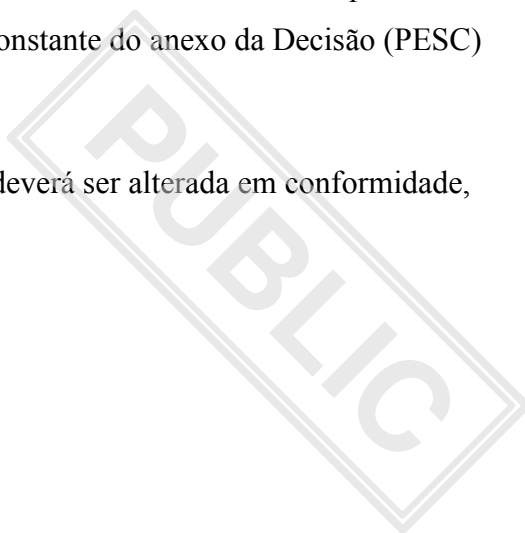 onstante do anexo da Decisão (PESC)
deverá ser alterada em conformidade,
PUBLIC